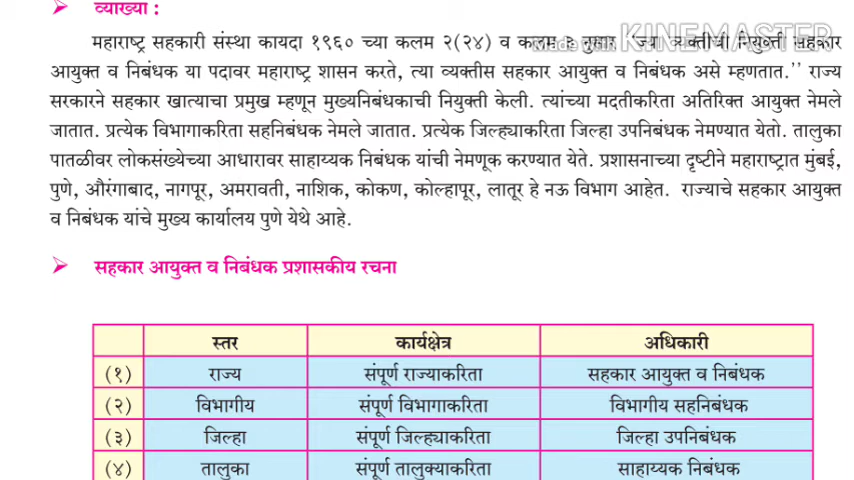 ➢ व्याख्या :
महाराष्ट्र सहकारी संस्था कायदा १९६० च्या कलम २(२४) व कलम ३ नुसार "ज्या व्यक्तीची नियुक्ती सहकार
आयुक्त व निबंधक या पदावर महाराष्ट्र शासन करते, त्या व्यक्तीस सहकार आयुक्त व निबंधक असे म्हणतात.'' राज्य
सरकारने सहकार खात्याचा प्रमुख म्हणून मुख्यनिबंधकाची नियुक्ती केली. त्यांच्या मदतीकरिता अतिरिक्त आयुक्त नेमले
जातात. प्रत्येक विभागाकरिता सहनिबंधक नेमले जातात. प्रत्येक जिल्ह्याकरिता जिल्हा उपनिबंधक नेमण्यात येतो. तालुका
पातळीवर लोकसंख्येच्या आधारावर साहाय्यक निबंधक यांची नेमणूक करण्यात येते. प्रशासनाच्या दृष्टीने महाराष्ट्रात मुंबई,
पुणे, औरंगाबाद, नागपूर, अमरावती, नाशिक, कोकण, कोल्हापूर, लातूर हे नऊ विभाग आहेत. राज्याचे सहकार आयुक्त
व निबंधक यांचे मुख्य कार्यालय पुणे येथे आहे.
➢ सहकार आयुक्त व निबंधक प्रशासकीय रचना
स्तर कार्यक्षेत्र अधिकारी
(१) राज्य संपूर्ण राज्याकरिता सहकार आयुक्त व निबंधक
(२) विभागीय संपूर्ण विभागाकरिता विभागीय सहनिबंधक
(३) जिल्हा संपूर्ण जिल्ह्याकरिता जिल्हा उपनिबंधक
(४) तालुका संपूर्ण तालुक्याकरिता साहाय्यक निबंधक
Made with KINEMASTER